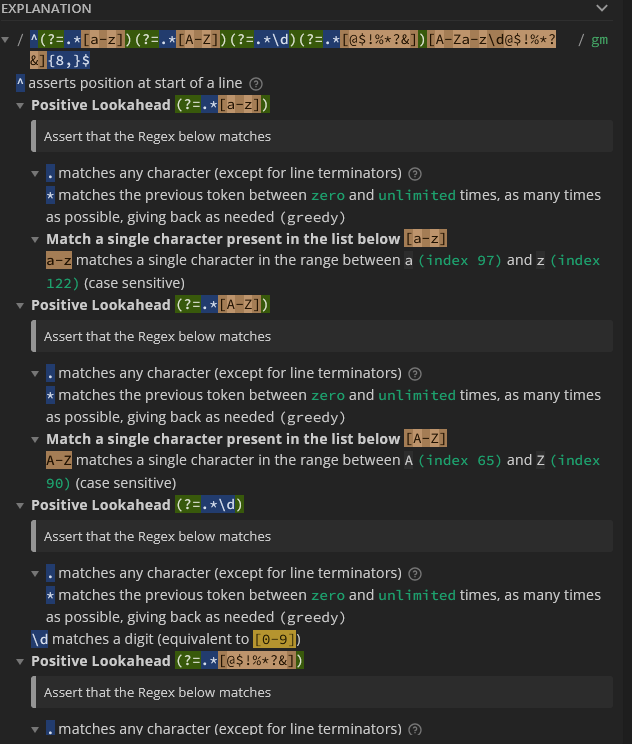 EXPLANATION
/ ^(?=.*[a-z])(?=.*[A-Z])(?=.*\d)(?=.*[@$!%*?&])[A-Za-z\d@$!%*? / gm
&]{8,}$
^ asserts position at start of a line ?
Positive Lookahead (?=.*[a-z])
Assert that the Regex below matches
. matches any character (except for line terminators) ?
* matches the previous token between zero and unlimited times, as many times
as possible, giving back as needed (greedy)
Match a single character present in the list below [a-z]
a-z matches a single character in the range between a (index 97) and z (index
122) (case sensitive)
Positive Lookahead (?=.*[A-Z])
Assert that the Regex below matches
. matches any character (except for line terminators) ?
* matches the previous token between zero and unlimited times, as many times
as possible, giving back as needed (greedy)
Match a single character present in the list below [A-Z]
A-Z matches a single character in the range between A (index 65) and Z (index
90) (case sensitive)
Positive Lookahead (?=.*\d)
Assert that the Regex below matches
. matches any character (except for line terminators) ?
* matches the previous token between zero and unlimited times, as many times
as possible, giving back as needed (greedy)
\d matches a digit (equivalent to [0-9])
Positive Lookahead (?=.*[@$!%*?&])
Assert that the Regex below matches
. matches any character (except for line terminators) ?